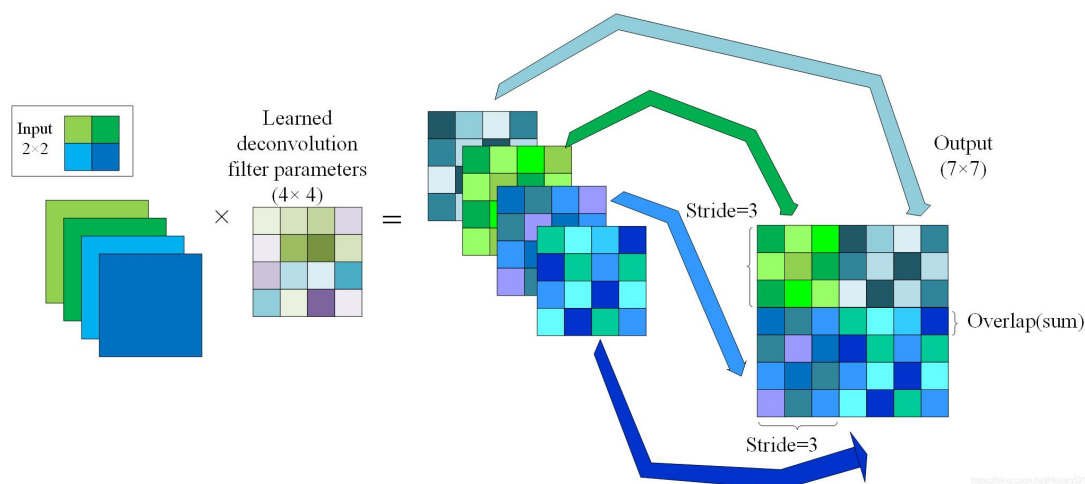 Input
2×2
Learned
deconvolution
filter parameters
(4× 4)
×
=
Stride=3
Output
(7×7)
Overlap(sum)
Stride=3